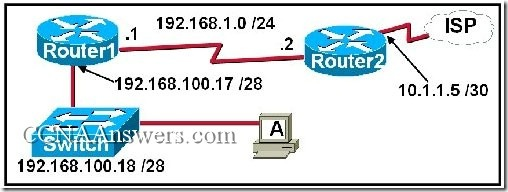 192.168.1.0 /24
ISP
.1
.2
Router1
Router2
192.168.100.17 /28
10.1.1.5 /30
A
CCNAAnswers.com
Switch
192.168.100.18 /28